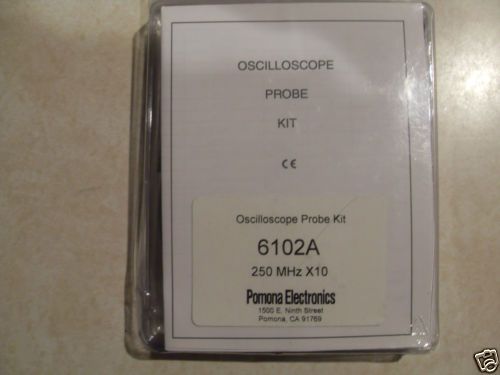 OSCILLOSCOPE
PROBE
KIT
CE
Oscilloscope Probe Kit
6102A
250 MHz X10
Pomona Electronics
1500 E. Ninth Street
Pomona, CA 91769